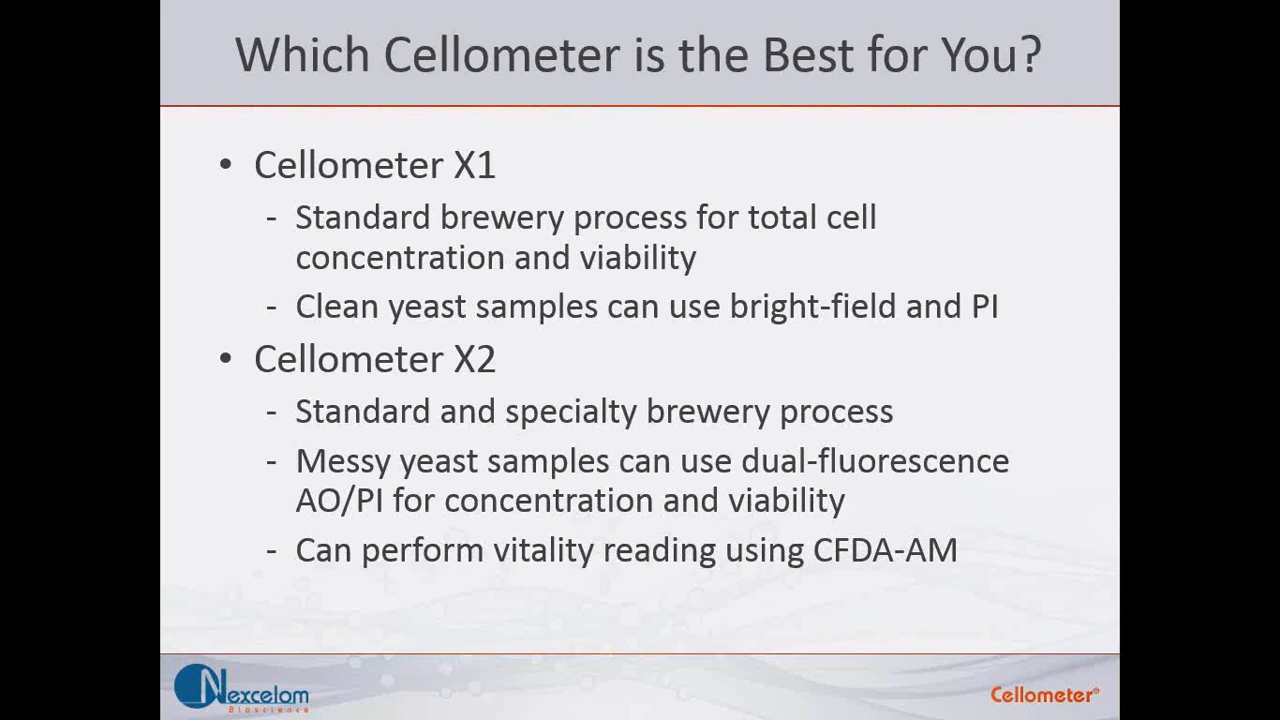 Which Cellometer is the Best for You?
• Cellometer X1
- Standard brewery process for total cell
concentration and viability
- Clean yeast samples can use bright-field and PI
• Cellometer X2
- Standard and specialty brewery process
- Messy yeast samples can use dual-fluorescence
AO/PI for concentration and viability
- Can perform vitality reading using CFDA-AM
Nexcelom
Bioscience
Cellometer®